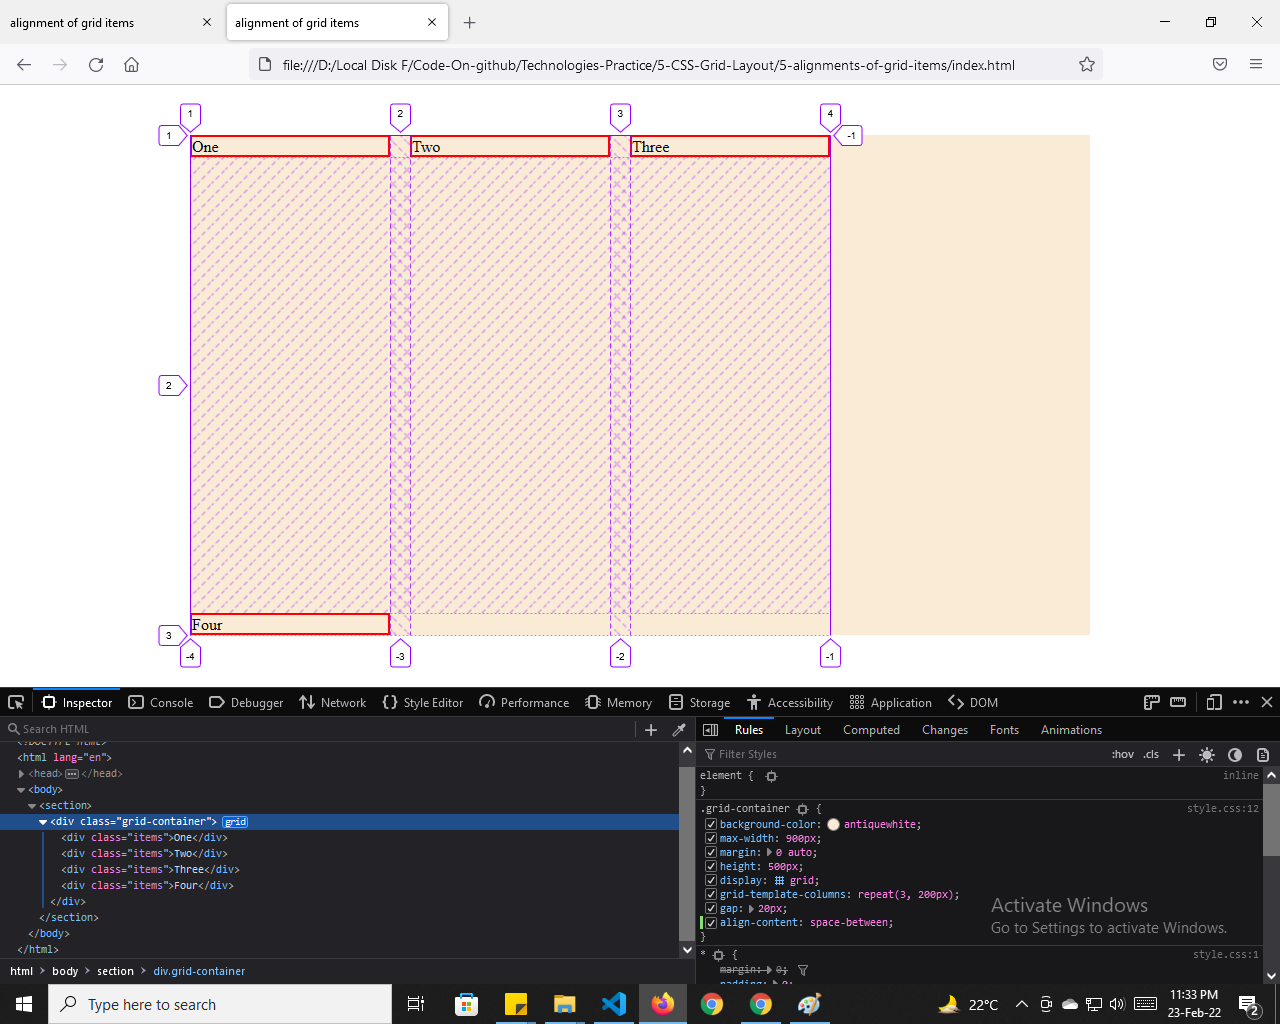 alignment of grid items
alignment of grid items
file:///D:/Local Disk F/Code-On-github/Technologies-Practice/5-CSS-Grid-Layout/5-alignments-of-grid-items/index.html
1 2 3 4
1 -1
One Two Three
2
Four
3
-4 -3 -2 -1
Inspector Console Debugger Network Style Editor Performance Memory Storage Accessibility Application DOM
Search HTML
Rules Layout Computed Changes Fonts Animations
Filter Styles :hov .cls
<!DOCTYPE html>
<html lang="en">
<head> </head>
<body>
<section>
<div class="grid-container"> grid
<div class="items">One</div>
<div class="items">Two</div>
<div class="items">Three</div>
<div class="items">Four</div>
</div>
</section>
</body>
</html>
html body section div.grid-container
element { inline
}
.grid-container { style.css:12
background-color: antiquewhite;
max-width: 900px;
margin: 0 auto;
height: 500px;
display: grid;
grid-template-columns: repeat(3, 200px);
gap: 20px;
align-content: space-between;
}
* { style.css:1
margin: 0;
padding: 0;
Activate Windows
Go to Settings to activate Windows.
Type here to search
22°C
11:33 PM
23-Feb-22
2